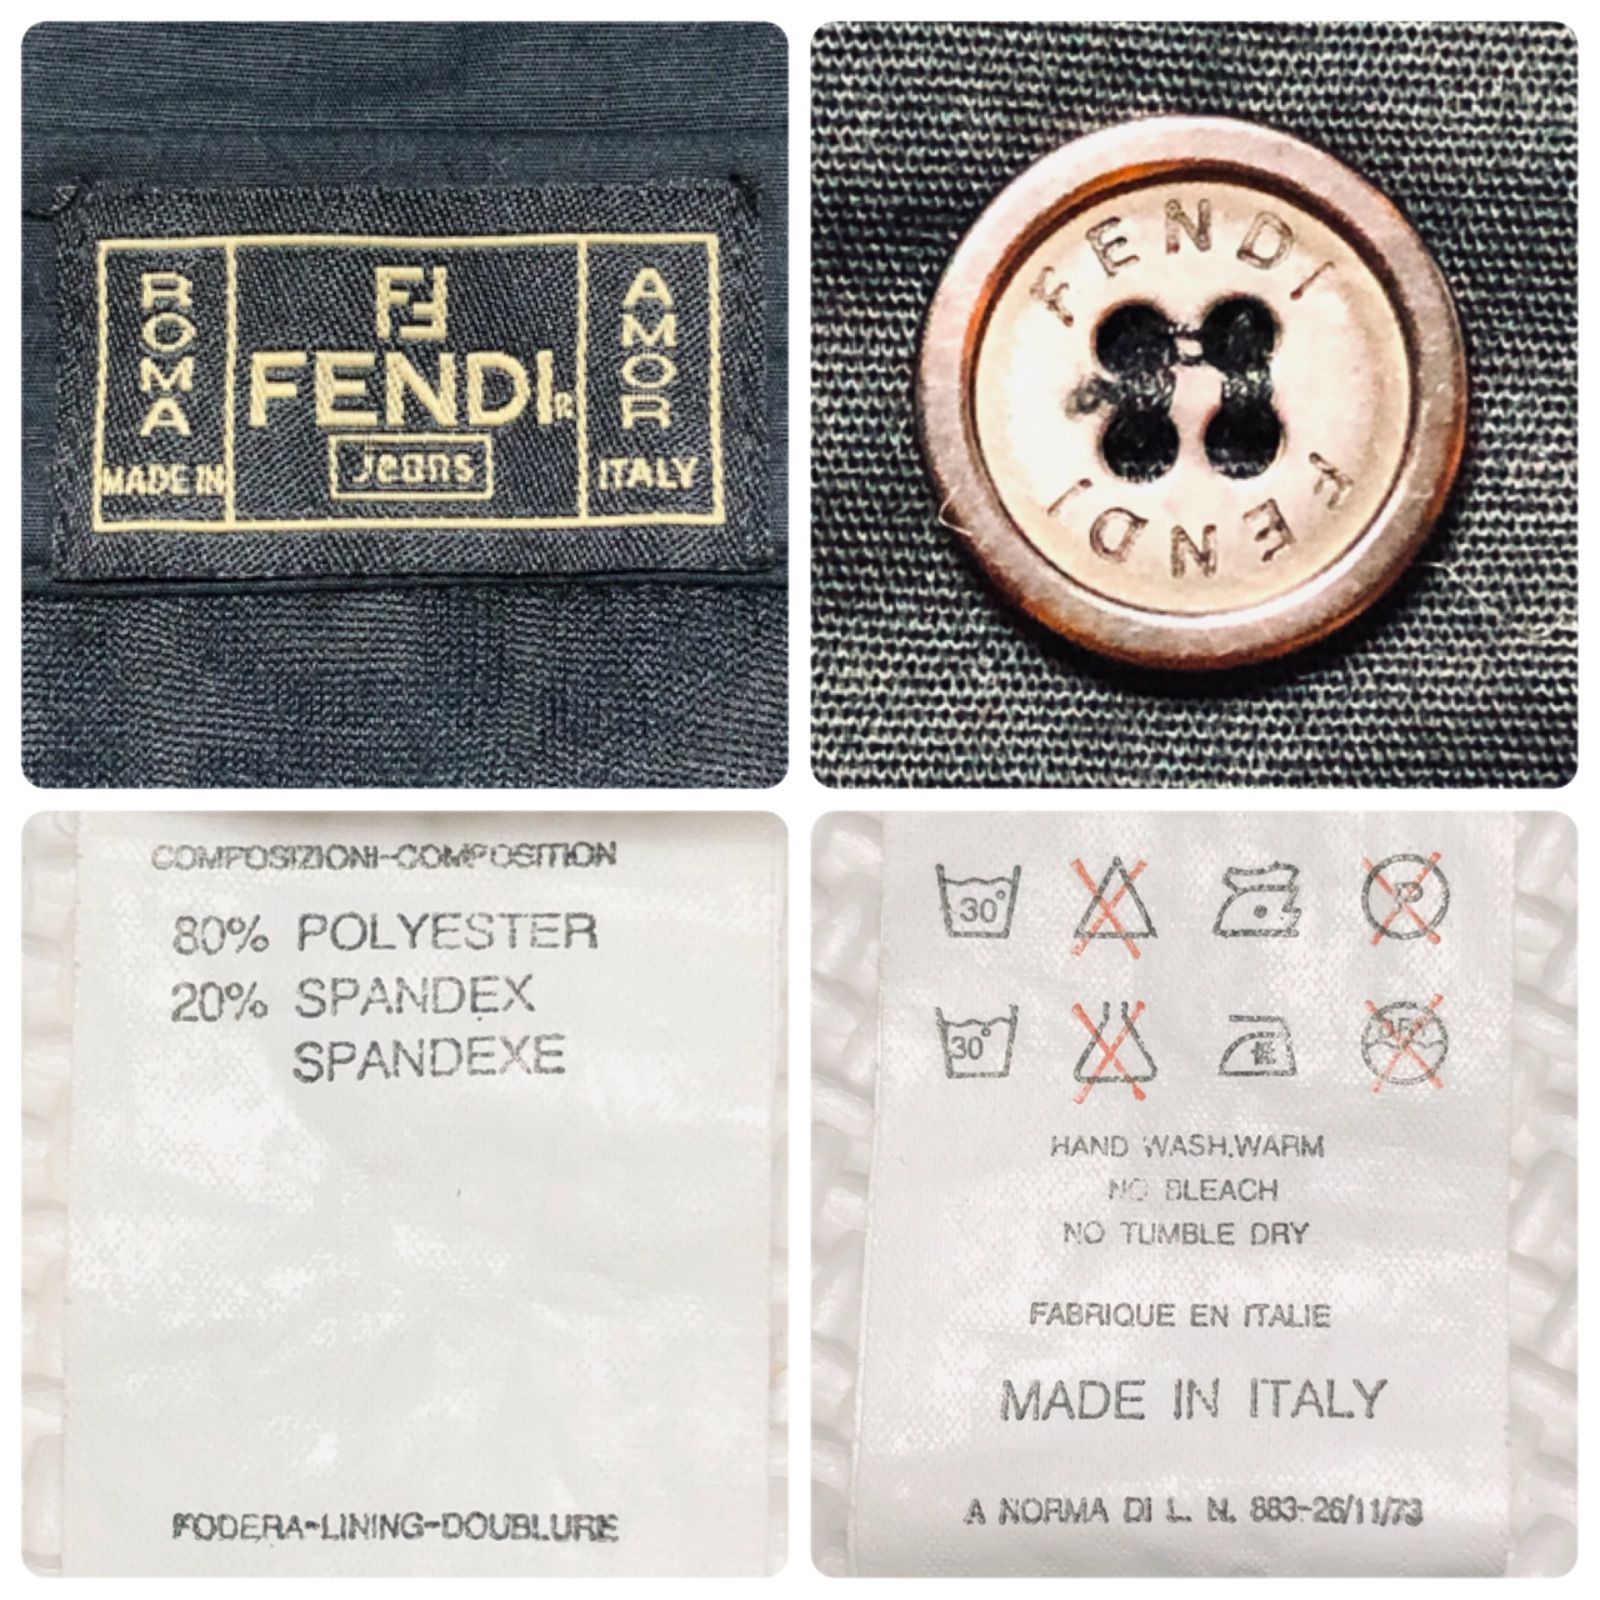 ROMA
MADE IN
FF
FENDI®
Jeans
AMOR
ITALY
FENDI
FENDI
COMPOSIZIONI-COMPOSITION
80% POLYESTER
20% SPANDEX
SPANDEXE
FODERA-LINING-DOUBLURE
30° P
30°
HAND WASH.WARM
NO BLEACH
NO TUMBLE DRY
FABRIQUE EN ITALIE
MADE IN ITALY
A NORMA DI L. N. 883-26/11/73